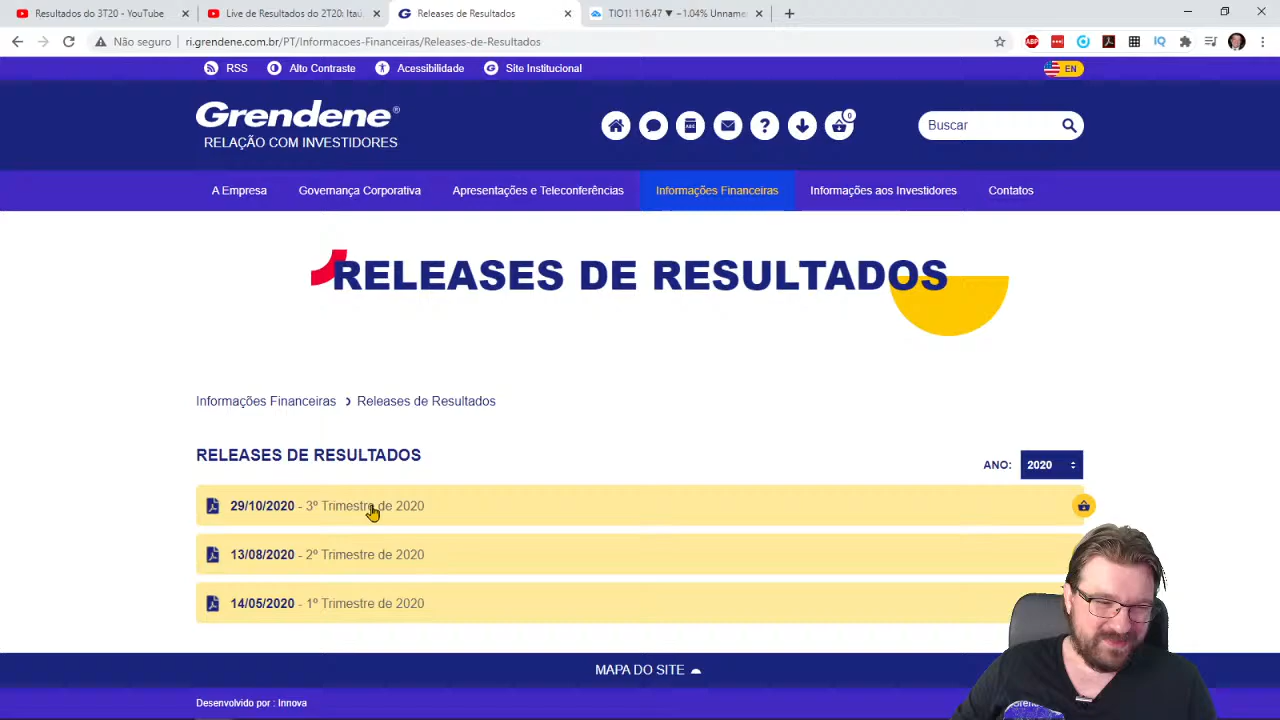 Resultados do 3T20 - YouTube
Live de Resultados do 2T20: Itaú
Releases de Resultados
TIO1! 116.47 ▼ −1.04% Unname
Não seguro
ri.grendene.com.br/PT/Informacoes-Financeiras/Releases-de-Resultados
ABP
IQ
RSS
Alto Contraste
Acessibilidade
Site Institucional
EN
Grendene®
RELAÇÃO COM INVESTIDORES
0
Buscar
A Empresa
Governança Corporativa
Apresentações e Teleconferências
Informações Financeiras
Informações aos Investidores
Contatos
RELEASES DE RESULTADOS
Informações Financeiras
Releases de Resultados
RELEASES DE RESULTADOS
ANO:
2020
29/10/2020 - 3º Trimestre de 2020
13/08/2020 - 2º Trimestre de 2020
14/05/2020 - 1º Trimestre de 2020
MAPA DO SITE
Desenvolvido por : Innova